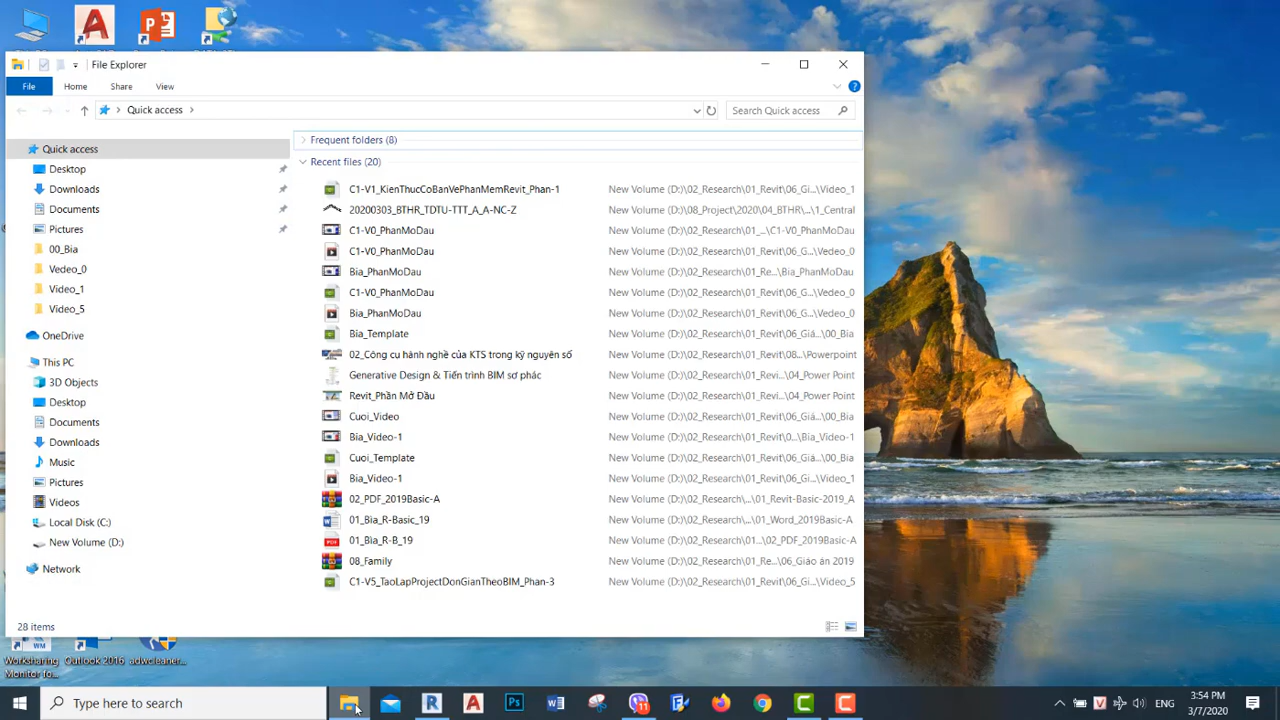 File Explorer
File
Home
Share
View
?
Quick access
Search Quick access
Quick access
Desktop
Downloads
Documents
Pictures
00_Bia
Vedeo_0
Video_1
Video_5
OneDrive
This PC
3D Objects
Desktop
Documents
Downloads
Music
Pictures
Videos
Local Disk (C:)
New Volume (D:)
Network
Frequent folders (8)
Recent files (20)
C1-V1_KienThucCoBanVePhanMemRevit_Phan-1 New Volume (D:)\02_Research\01_Revit\06_Gi...\Video_1
20200303_BTHR_TDTU-TTT_A_A-NC-Z New Volume (D:)\08_Project\2020\04_BTHR\...\1_Central
C1-V0_PhanMoDau New Volume (D:)\02_Research\01_...\C1-V0_PhanMoDau
C1-V0_PhanMoDau New Volume (D:)\02_Research\01_Revit\06_G...\Vedeo_0
Bia_PhanMoDau New Volume (D:)\02_Research\01_Re...\Bia_PhanMoDau
C1-V0_PhanMoDau New Volume (D:)\02_Research\01_Revit\06_G...\Vedeo_0
Bia_PhanMoDau New Volume (D:)\02_Research\01_Revit\06_G...\Vedeo_0
Bia_Template New Volume (D:)\02_Research\01_Revit\06_Giá...\00_Bia
02_Công cu hành nghề của KTS trong kỹ nguyên số New Volume (D:)\02_Research\01_Revit\08...\Powerpoint
Generative Design & Tiến trình BIM sơ phác New Volume (D:)\02_Research\01_Revi...\04_Power Point
Revit_Phần Mở Đầu New Volume (D:)\02_Research\01_Revi...\04_Power Point
Cuoi_Video New Volume (D:)\02_Research\01_Revit\06_Giá...\00_Bia
Bia_Video-1 New Volume (D:)\02_Research\01_Revit\0...\Bia_Video-1
Cuoi_Template New Volume (D:)\02_Research\01_Revit\06_Giá...\00_Bia
Bia_Video-1 New Volume (D:)\02_Research\01_Revit\06_Gi...\Video_1
02_PDF_2019Basic-A New Volume (D:)\02_Research\...\0_Revit-Basic-2019_A
01_Bia_R-Basic_19 New Volume (D:)\02_Research\...\01_Word_2019Basic-A
01_Bia_R-B_19 New Volume (D:)\02_Research\01...\02_PDF_2019Basic-A
08_Family New Volume (D:)\02_Research\01_Re...\06_Giáo án 2019
C1-V5_TaoLapProjectDonGianTheoBIM_Phan-3 New Volume (D:)\02_Research\01_Revit\06_Gi...\Video_5
28 items
WM
Worksharing
Monitor fo...
Outlook 2016
adwcleaner...
Type here to search
R
A
Ps
W
11
V
ENG
3:54 PM
3/7/2020